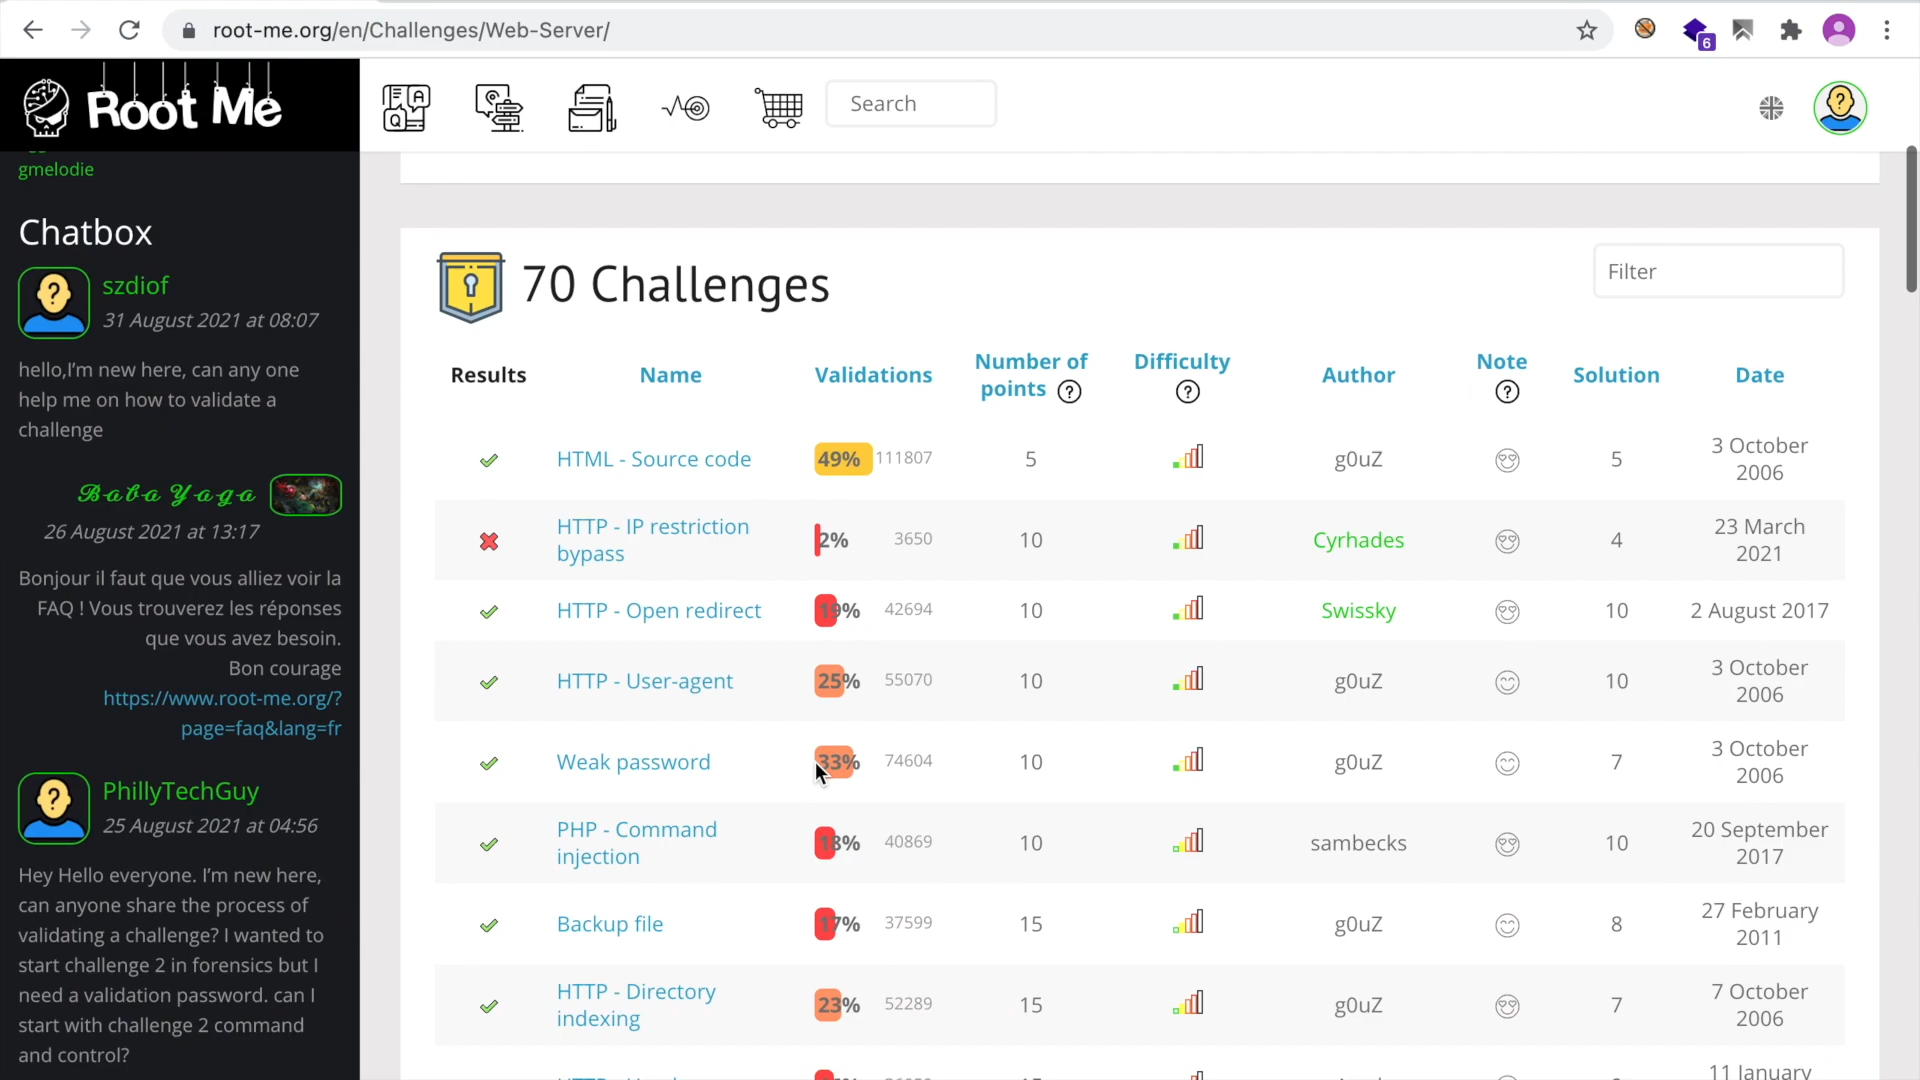 root-me.org/en/Challenges/Web-Server/
6
Root Me
Search
gmelodie
Chatbox
szdiof
31 August 2021 at 08:07
hello,I'm new here, can any one
help me on how to validate a
challenge
Baba Yaga
26 August 2021 at 13:17
Bonjour il faut que vous alliez voir la
FAQ ! Vous trouverez les réponses
que vous avez besoin.
Bon courage
https://www.root-me.org/?
page=faq&lang=fr
PhillyTechGuy
25 August 2021 at 04:56
Hey Hello everyone. I'm new here,
can anyone share the process of
validating a challenge? I wanted to
start challenge 2 in forensics but I
need a validation password. can I
start with challenge 2 command
and control?
70 Challenges
Filter
Results Name Validations Number of points ? Difficulty ? Author Note ? Solution Date
HTML - Source code 49% 111807 5 g0uZ 5 3 October 2006
HTTP - IP restriction bypass 2% 3650 10 Cyrhades 4 23 March 2021
HTTP - Open redirect 19% 42694 10 Swissky 10 2 August 2017
HTTP - User-agent 25% 55070 10 g0uZ 10 3 October 2006
Weak password 33% 74604 10 g0uZ 7 3 October 2006
PHP - Command injection 18% 40869 10 sambecks 10 20 September 2017
Backup file 17% 37599 15 g0uZ 8 27 February 2011
HTTP - Directory indexing 23% 52289 15 g0uZ 7 7 October 2006
11 January